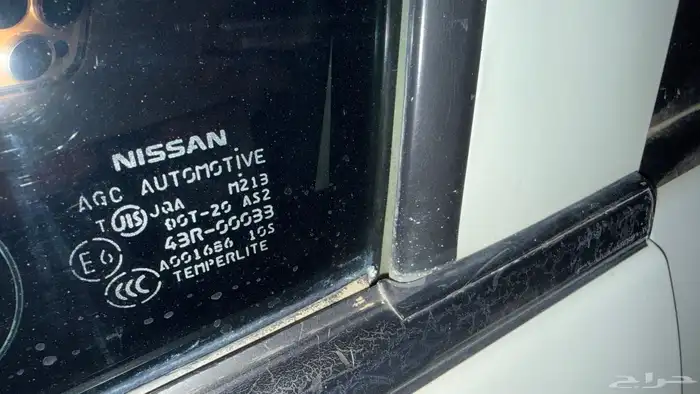 NISSAN
AGC AUTOMOTIVE
T JIS JQA M213
DOT-20 AS2
43R-00033
E6 A001686 10S
TEMPERLITE
CCC
حراج